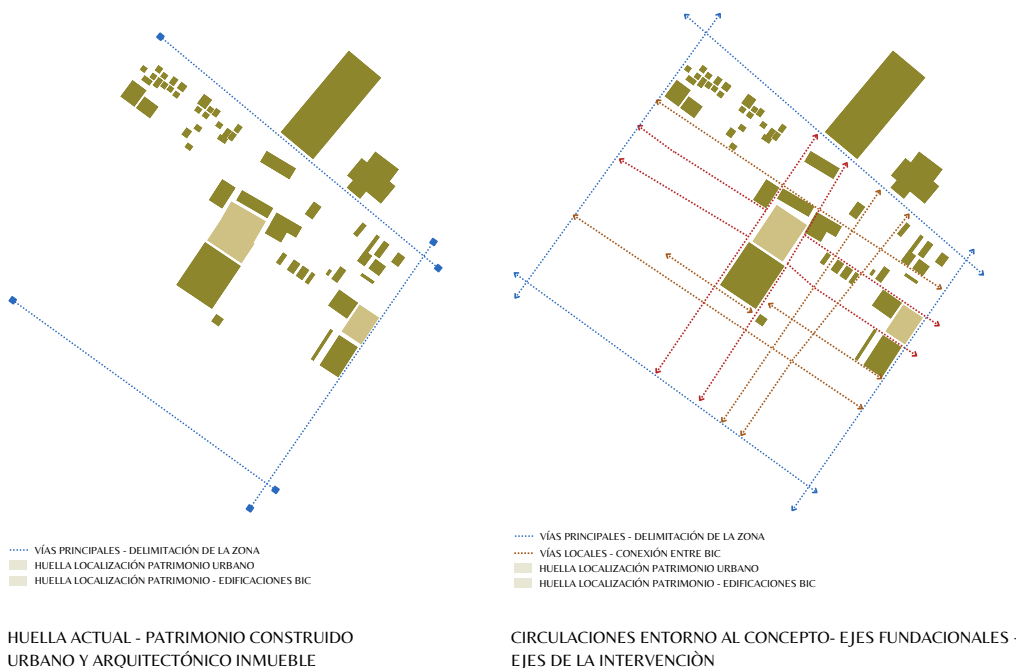 VÍAS PRINCIPALES - DELIMITACIÓN DE LA ZONA
HUELLA LOCALIZACIÓN PATRIMONIO URBANO
HUELLA LOCALIZACIÓN PATRIMONIO - EDIFICACIONES BIC
HUELLA ACTUAL - PATRIMONIO CONSTRUIDO
URBANO Y ARQUITECTÓNICO INMUEBLE
VÍAS PRINCIPALES - DELIMITACIÓN DE LA ZONA
VÍAS LOCALES - CONEXIÓN ENTRE BIC
HUELLA LOCALIZACIÓN PATRIMONIO URBANO
HUELLA LOCALIZACIÓN PATRIMONIO - EDIFICACIONES BIC
CIRCULACIONES ENTORNO AL CONCEPTO- EJES FUNDACIONALES -
EJES DE LA INTERVENCIÒN